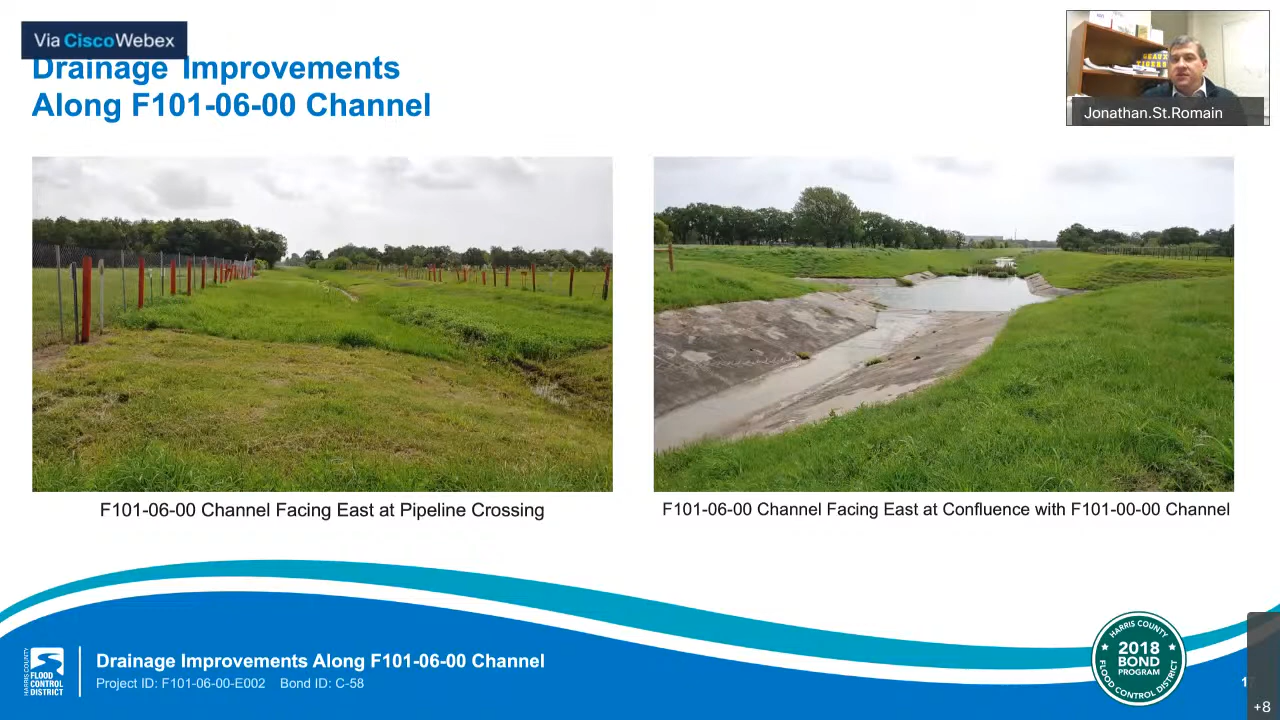 Via CiscoWebex
Drainage Improvements
Along F101-06-00 Channel
GEAUX
TIGERS
Jonathan.St.Romain
F101-06-00 Channel Facing East at Pipeline Crossing
F101-06-00 Channel Facing East at Confluence with F101-00-00 Channel
HARRIS COUNTY
FLOOD
CONTROL
DISTRICT
Drainage Improvements Along F101-06-00 Channel
Project ID: F101-06-00-E002 Bond ID: C-58
HARRIS COUNTY
2018
BOND
PROGRAM
FLOOD CONTROL DISTRICT
+8